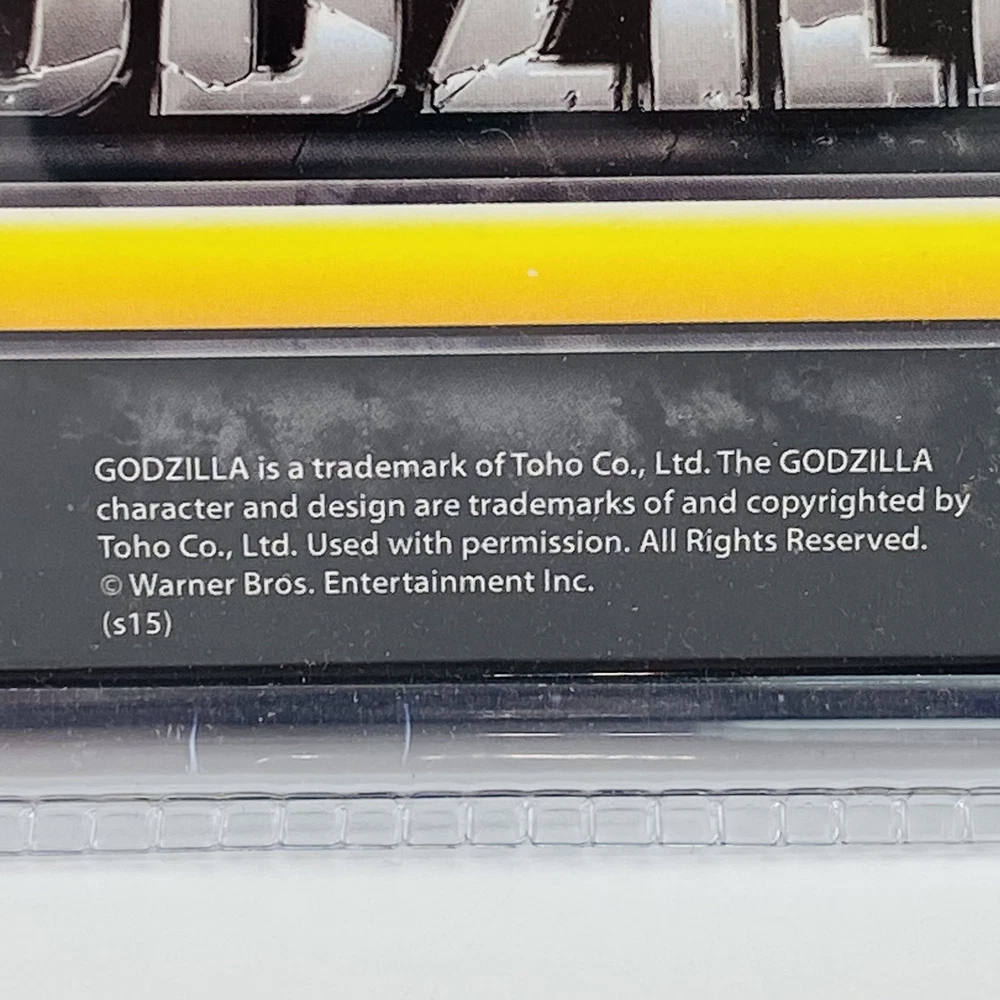 ODZILL
GODZILLA is a trademark of Toho Co., Ltd. The GODZILLA
character and design are trademarks of and copyrighted by
Toho Co., Ltd. Used with permission. All Rights Reserved.
© Warner Bros. Entertainment Inc.
(s15)